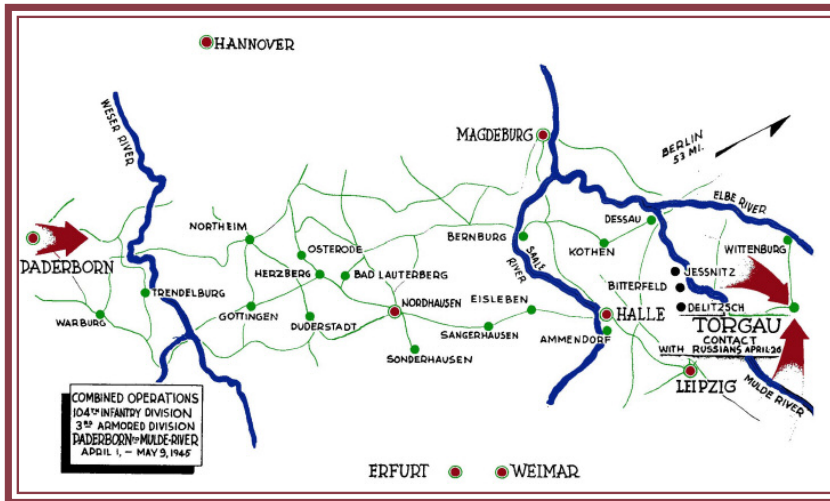 HANNOVER
WESER RIVER
MAGDEBURG
BERLIN
53 MI.
ELBE RIVER
NORTHEIM
DESSAU
OSTERODE
BERNBURG
SAALE
RIVER
KOTHEN
WITTENBURG
PADERBORN
HERZBERG
BAD LAUTERBERG
JESSNITZ
BITTERFELD
TRENDELBURG
GOTTINGEN
NORDHAUSEN
EISLEBEN
DELITZSCH
WARBURG
DUDERSTADT
SANGERHAUSEN
HALLE
AMMENDORF
TORGAU
CONTACT
WITH RUSSIANS APRIL-26
SONDERHAUSEN
LEIPZIG
MULDE RIVER
COMBINED OPERATIONS
104TH INFANTRY DIVISION
3RD ARMORED DIVISION
PADERBORN TO MULDE-RIVER
APRIL 1, – MAY 9, 1945
ERFURT
WEIMAR